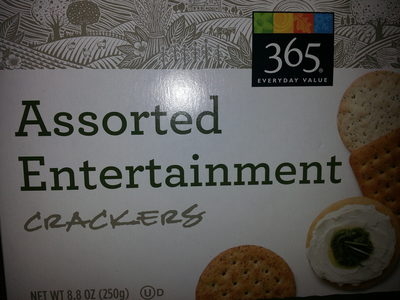 365®
EVERYDAY VALUE
Assorted
Entertainment
CRACKERS
NET WT 8.8 OZ (250g) Ⓤ D